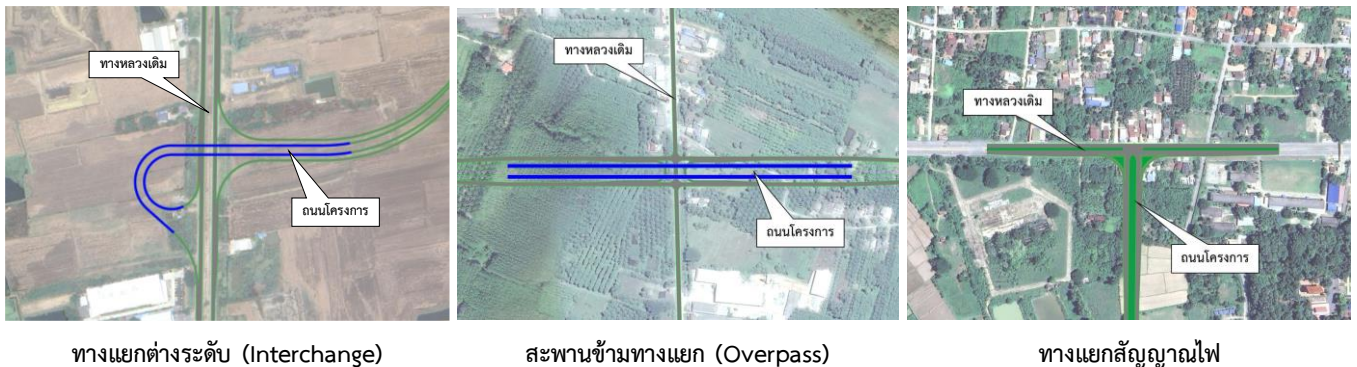 ทางหลวงเดิม
ถนนโครงการ
ทางหลวงเดิม
ถนนโครงการ
ทางหลวงเดิม
ถนนโครงการ
ทางแยกต่างระดับ (Interchange)
สะพานข้ามทางแยก (Overpass)
ทางแยกสัญญาณไฟ